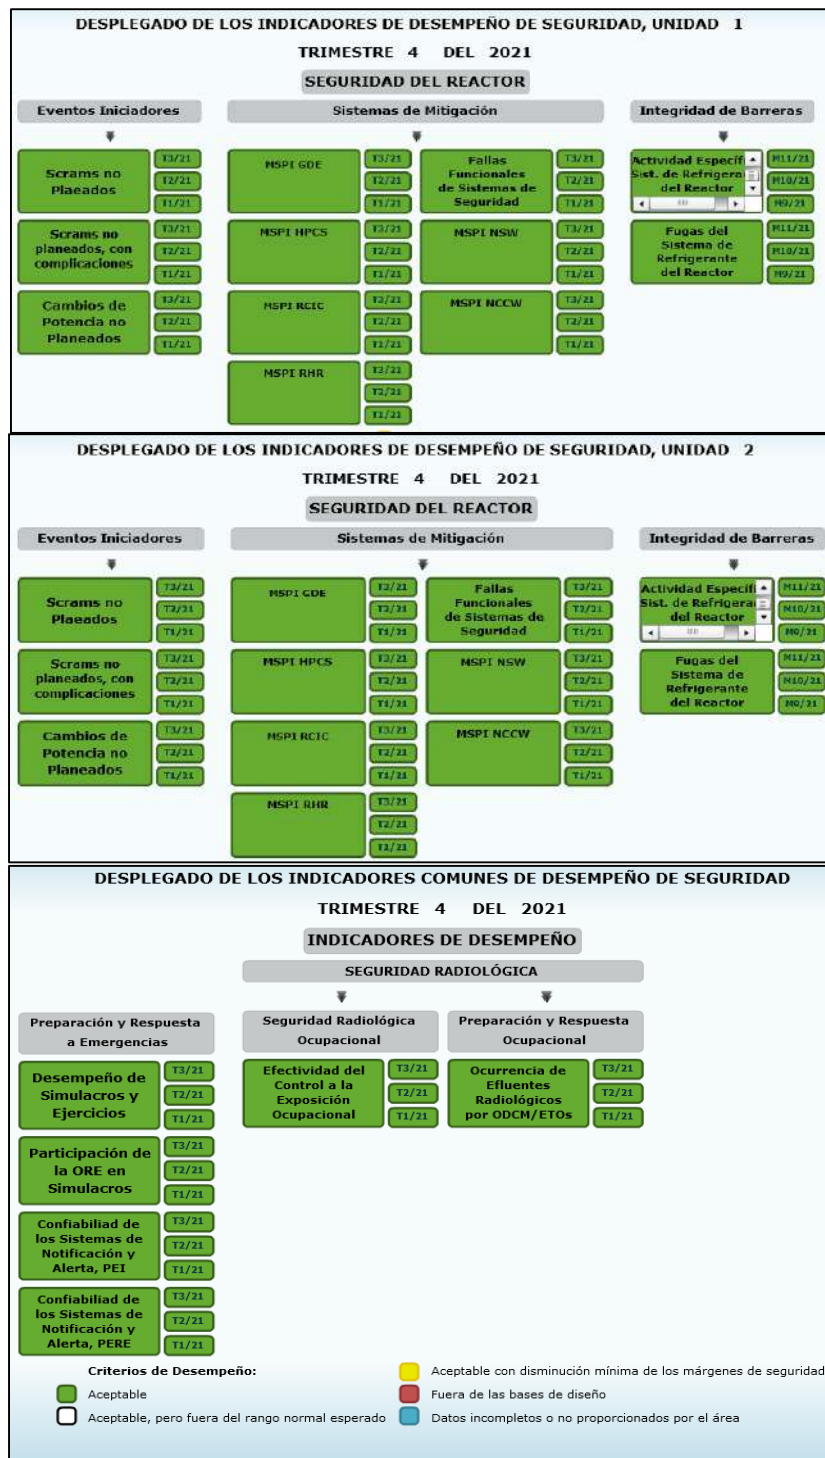 DESPLEGADO DE LOS INDICADORES DE DESEMPEÑO DE SEGURIDAD, UNIDAD 1
TRIMESTRE 4 DEL 2021
SEGURIDAD DEL REACTOR
Eventos Iniciadores
Sistemas de Mitigación
Integridad de Barreras
Scrams no
Plaeados
T3/21
T2/21
T1/21
Scrams no
planeados, con
complicaciones
T3/21
T2/21
T1/21
Cambios de
Potencia no
Planeados
T3/21
T2/21
T1/21
MSPI GDE
T3/21
T2/21
T1/21
MSPI HPCS
T3/21
T2/21
T1/21
MSPI RCIC
T3/21
T2/21
T1/21
MSPI RHR
T3/21
T2/21
T1/21
Fallas
Funcionales
de Sistemas de
Seguridad
T3/21
T2/21
T1/21
MSPI NSW
T3/21
T2/21
T1/21
MSPI NCCW
T3/21
T2/21
T1/21
Actividad Específi
Sist. de Refrigera
del Reactor
M11/21
M10/21
M9/21
Fugas del
Sistema de
Refrigerante
del Reactor
M11/21
M10/21
M9/21
DESPLEGADO DE LOS INDICADORES DE DESEMPEÑO DE SEGURIDAD, UNIDAD 2
TRIMESTRE 4 DEL 2021
SEGURIDAD DEL REACTOR
Eventos Iniciadores
Sistemas de Mitigación
Integridad de Barreras
Scrams no
Plaeados
T3/21
T2/21
T1/21
Scrams no
planeados, con
complicaciones
T3/21
T2/21
T1/21
Cambios de
Potencia no
Planeados
T3/21
T2/21
T1/21
MSPI GDE
T3/21
T2/21
T1/21
MSPI HPCS
T3/21
T2/21
T1/21
MSPI RCIC
T3/21
T2/21
T1/21
MSPI RHR
T3/21
T2/21
T1/21
Fallas
Funcionales
de Sistemas de
Seguridad
T3/21
T2/21
T1/21
MSPI NSW
T3/21
T2/21
T1/21
MSPI NCCW
T3/21
T2/21
T1/21
Actividad Específi
Sist. de Refrigera
del Reactor
M11/21
M10/21
M9/21
Fugas del
Sistema de
Refrigerante
del Reactor
M11/21
M10/21
M9/21
DESPLEGADO DE LOS INDICADORES COMUNES DE DESEMPEÑO DE SEGURIDAD
TRIMESTRE 4 DEL 2021
INDICADORES DE DESEMPEÑO
SEGURIDAD RADIOLÓGICA
Preparación y Respuesta
a Emergencias
Seguridad Radiológica
Ocupacional
Preparación y Respuesta
Ocupacional
Desempeño de
Simulacros y
Ejercicios
T3/21
T2/21
T1/21
Participación de
la ORE en
Simulacros
T3/21
T2/21
T1/21
Confiabiliad de
los Sistemas de
Notificación y
Alerta, PEI
T3/21
T2/21
T1/21
Confiabiliad de
los Sistemas de
Notificación y
Alerta, PERE
T3/21
T2/21
T1/21
Efectividad del
Control a la
Exposición
Ocupacional
T3/21
T2/21
T1/21
Ocurrencia de
Efluentes
Radiológicos
por ODCM/ETOs
T3/21
T2/21
T1/21
Criterios de Desempeño:
Aceptable
Aceptable, pero fuera del rango normal esperado
Aceptable con disminución mínima de los márgenes de seguridad
Fuera de las bases de diseño
Datos incompletos o no proporcionados por el área